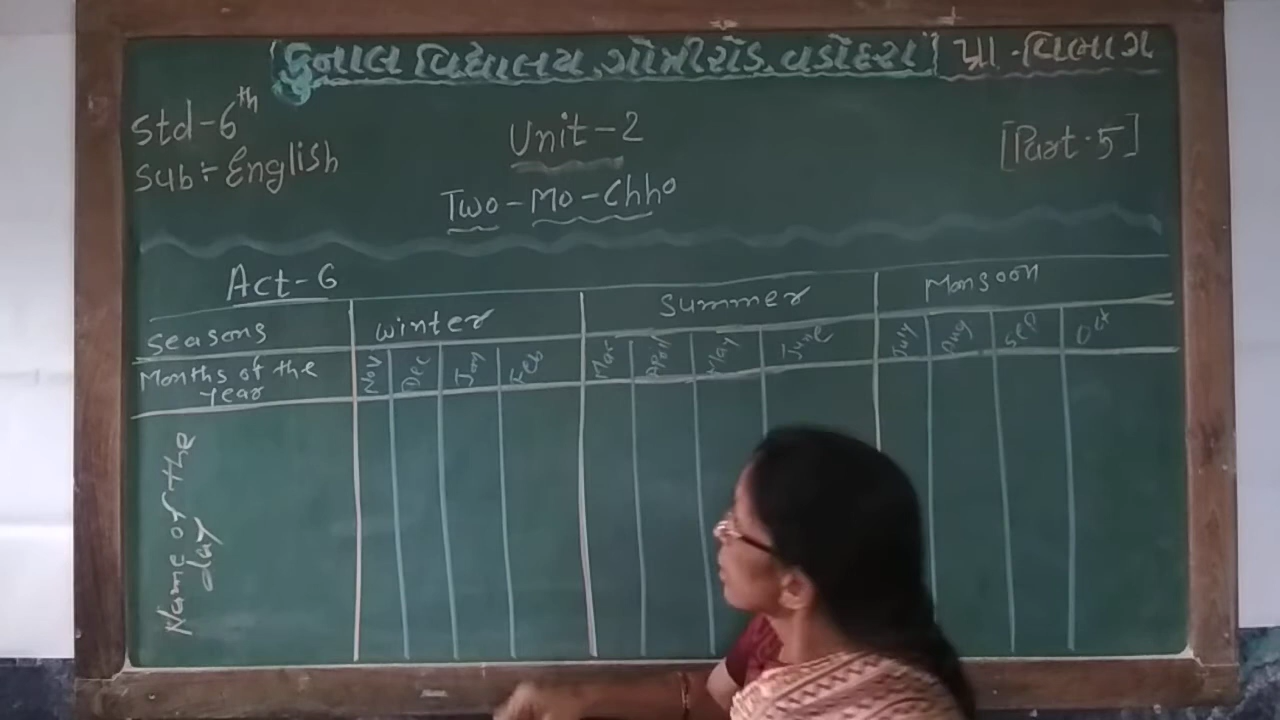 કુનાલ વિદ્યાલય, ગોત્રીરોડ, વડોદરા પ્રા.વિભાગ
Std-6th
Unit-2
[Part.5]
Sub:- English
Two-Mo-Chho
Act-6
Seasons winter Summer Monsoon
Months of the year Nov Dec Jan Feb Mar April May June July Aug Sep Oct
Name of the day